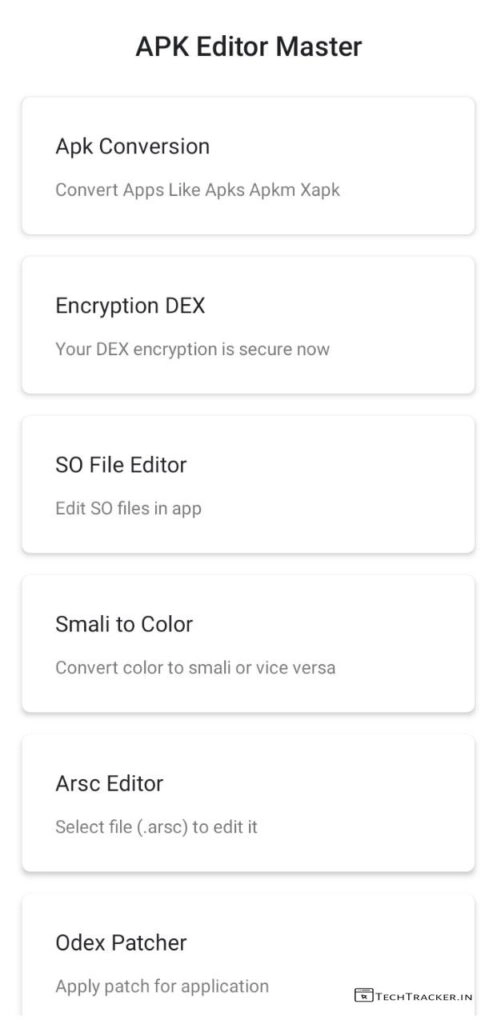 APK Editor Master
Apk Conversion
Convert Apps Like Apks Apkm Xapk
Encryption DEX
Your DEX encryption is secure now
SO File Editor
Edit SO files in app
Smali to Color
Convert color to smali or vice versa
Arsc Editor
Select file (.arsc) to edit it
Odex Patcher
Apply patch for application
TECHTRACKER.IN